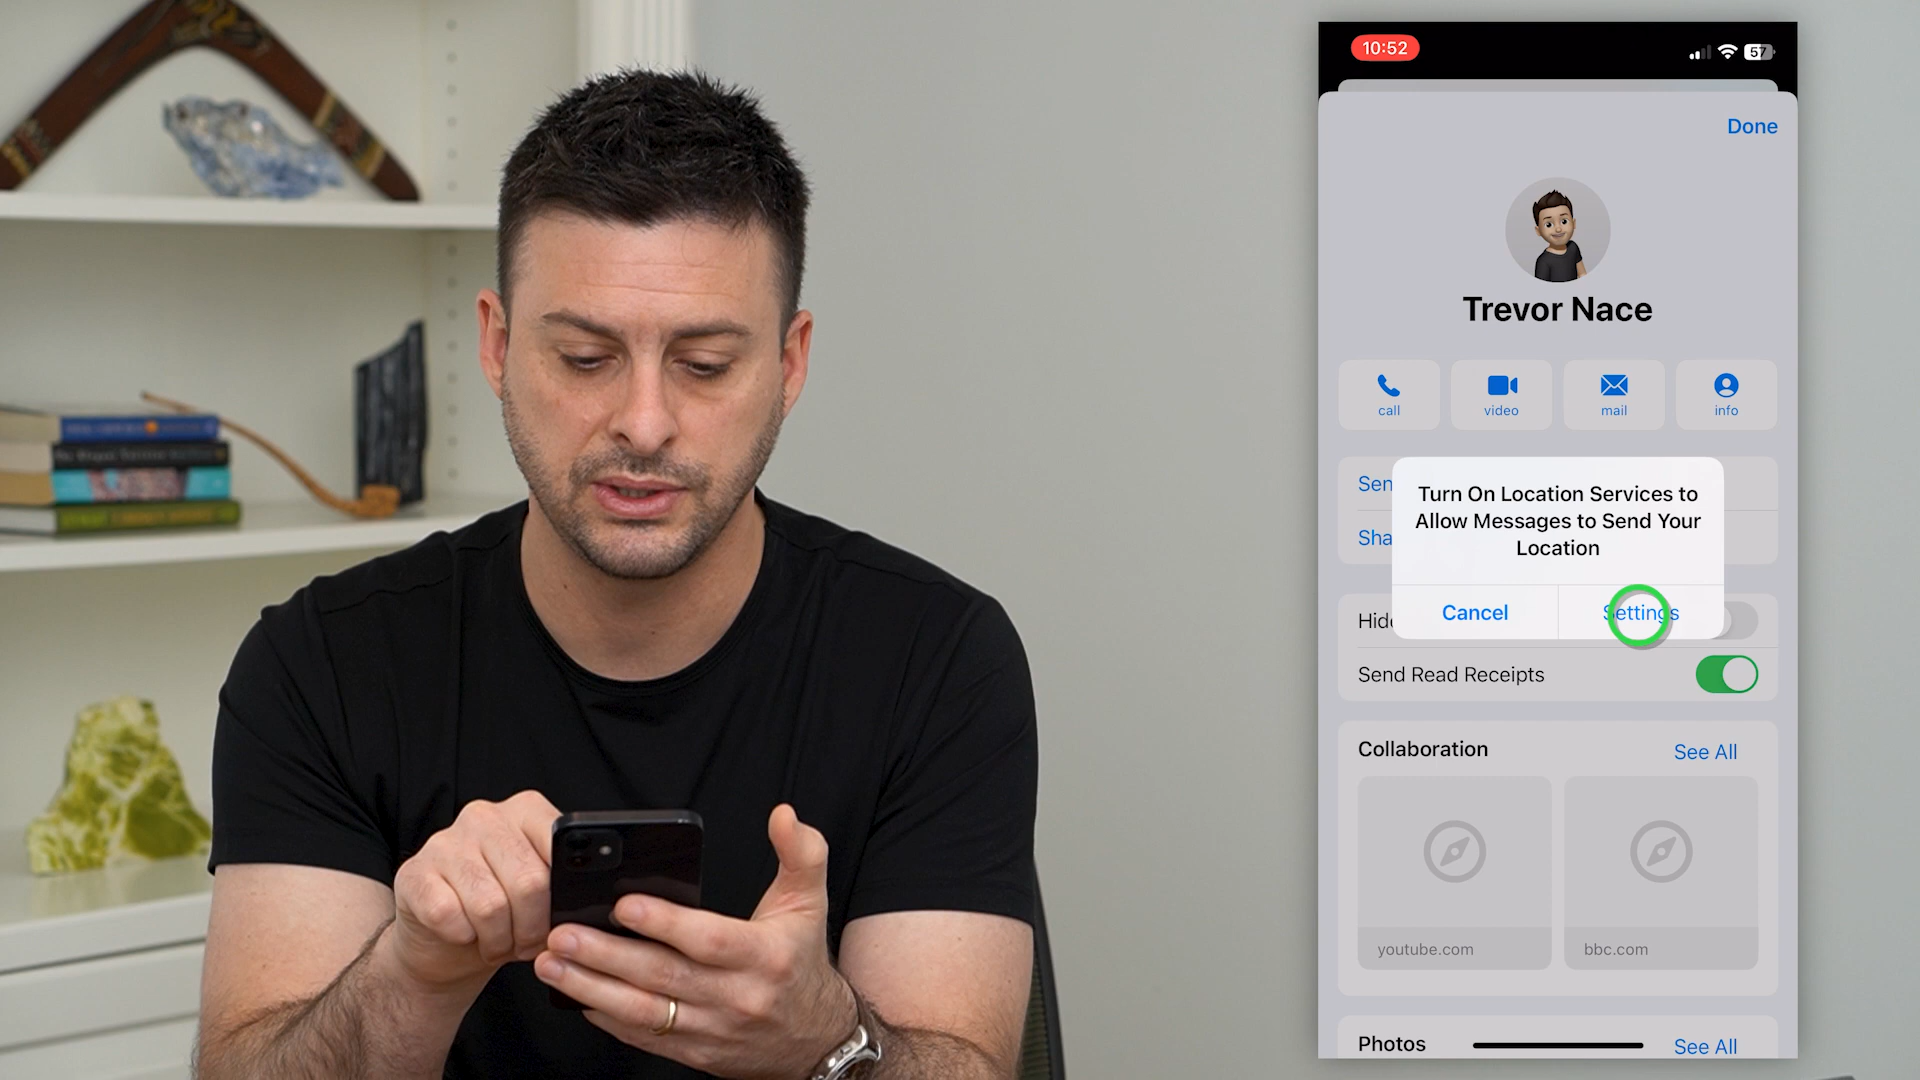 10:52
57
Done
Trevor Nace
call
video
mail
info
Sen
Sha
Turn On Location Services to
Allow Messages to Send Your
Location
Cancel
Settings
Hide
Send Read Receipts
Collaboration
See All
youtube.com
bbc.com
Photos
See All